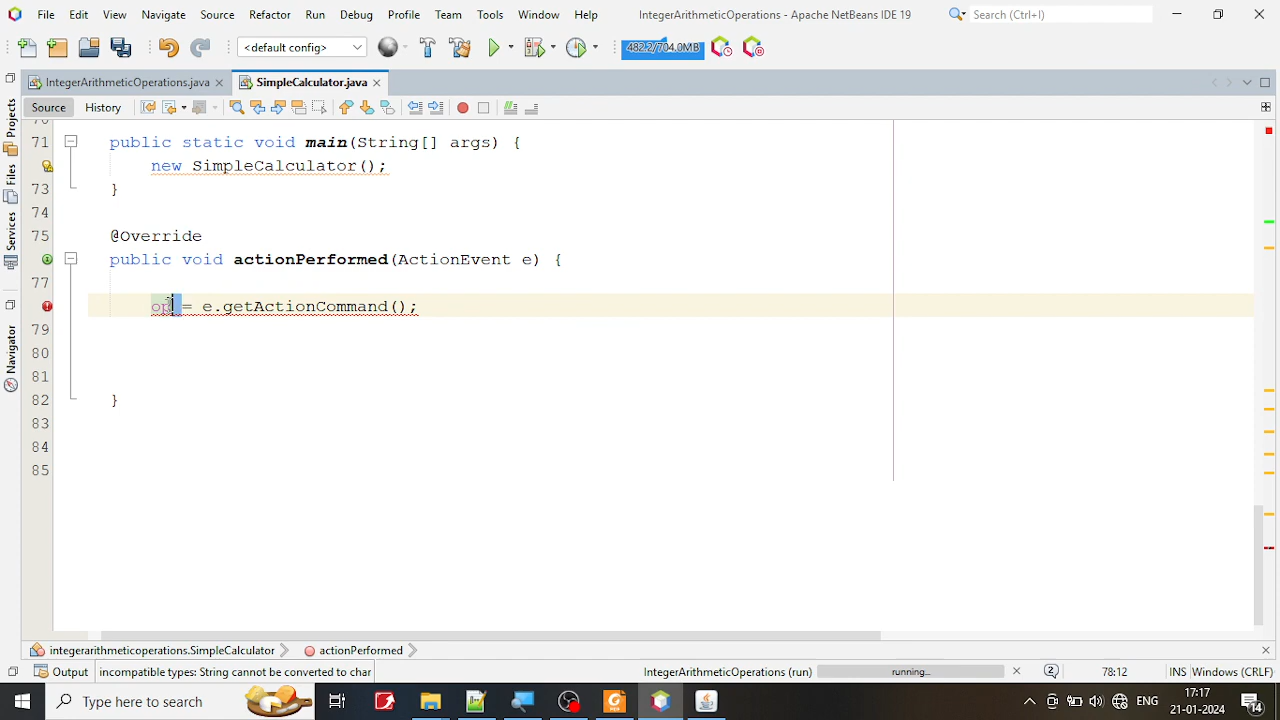 File Edit View Navigate Source Refactor Run Debug Profile Team Tools Window Help IntegerArithmeticOperations - Apache NetBeans IDE 19 Search (Ctrl+I)
<default config> 482.2/704.0MB
IntegerArithmeticOperations.java SimpleCalculator.java
Source History
71 public static void main(String[] args) {
new SimpleCalculator();
73 }
74
75 @Override
public void actionPerformed(ActionEvent e) {
77
op = e.getActionCommand();
79
80
81
82 }
83
84
85
Projects
Files
Services
Navigator
integerarithmeticoperations.SimpleCalculator actionPerformed
Output incompatible types: String cannot be converted to char IntegerArithmeticOperations (run) running... 78:12 INS Windows (CRLF)
Type here to search ENG 17:17
21-01-2024 14